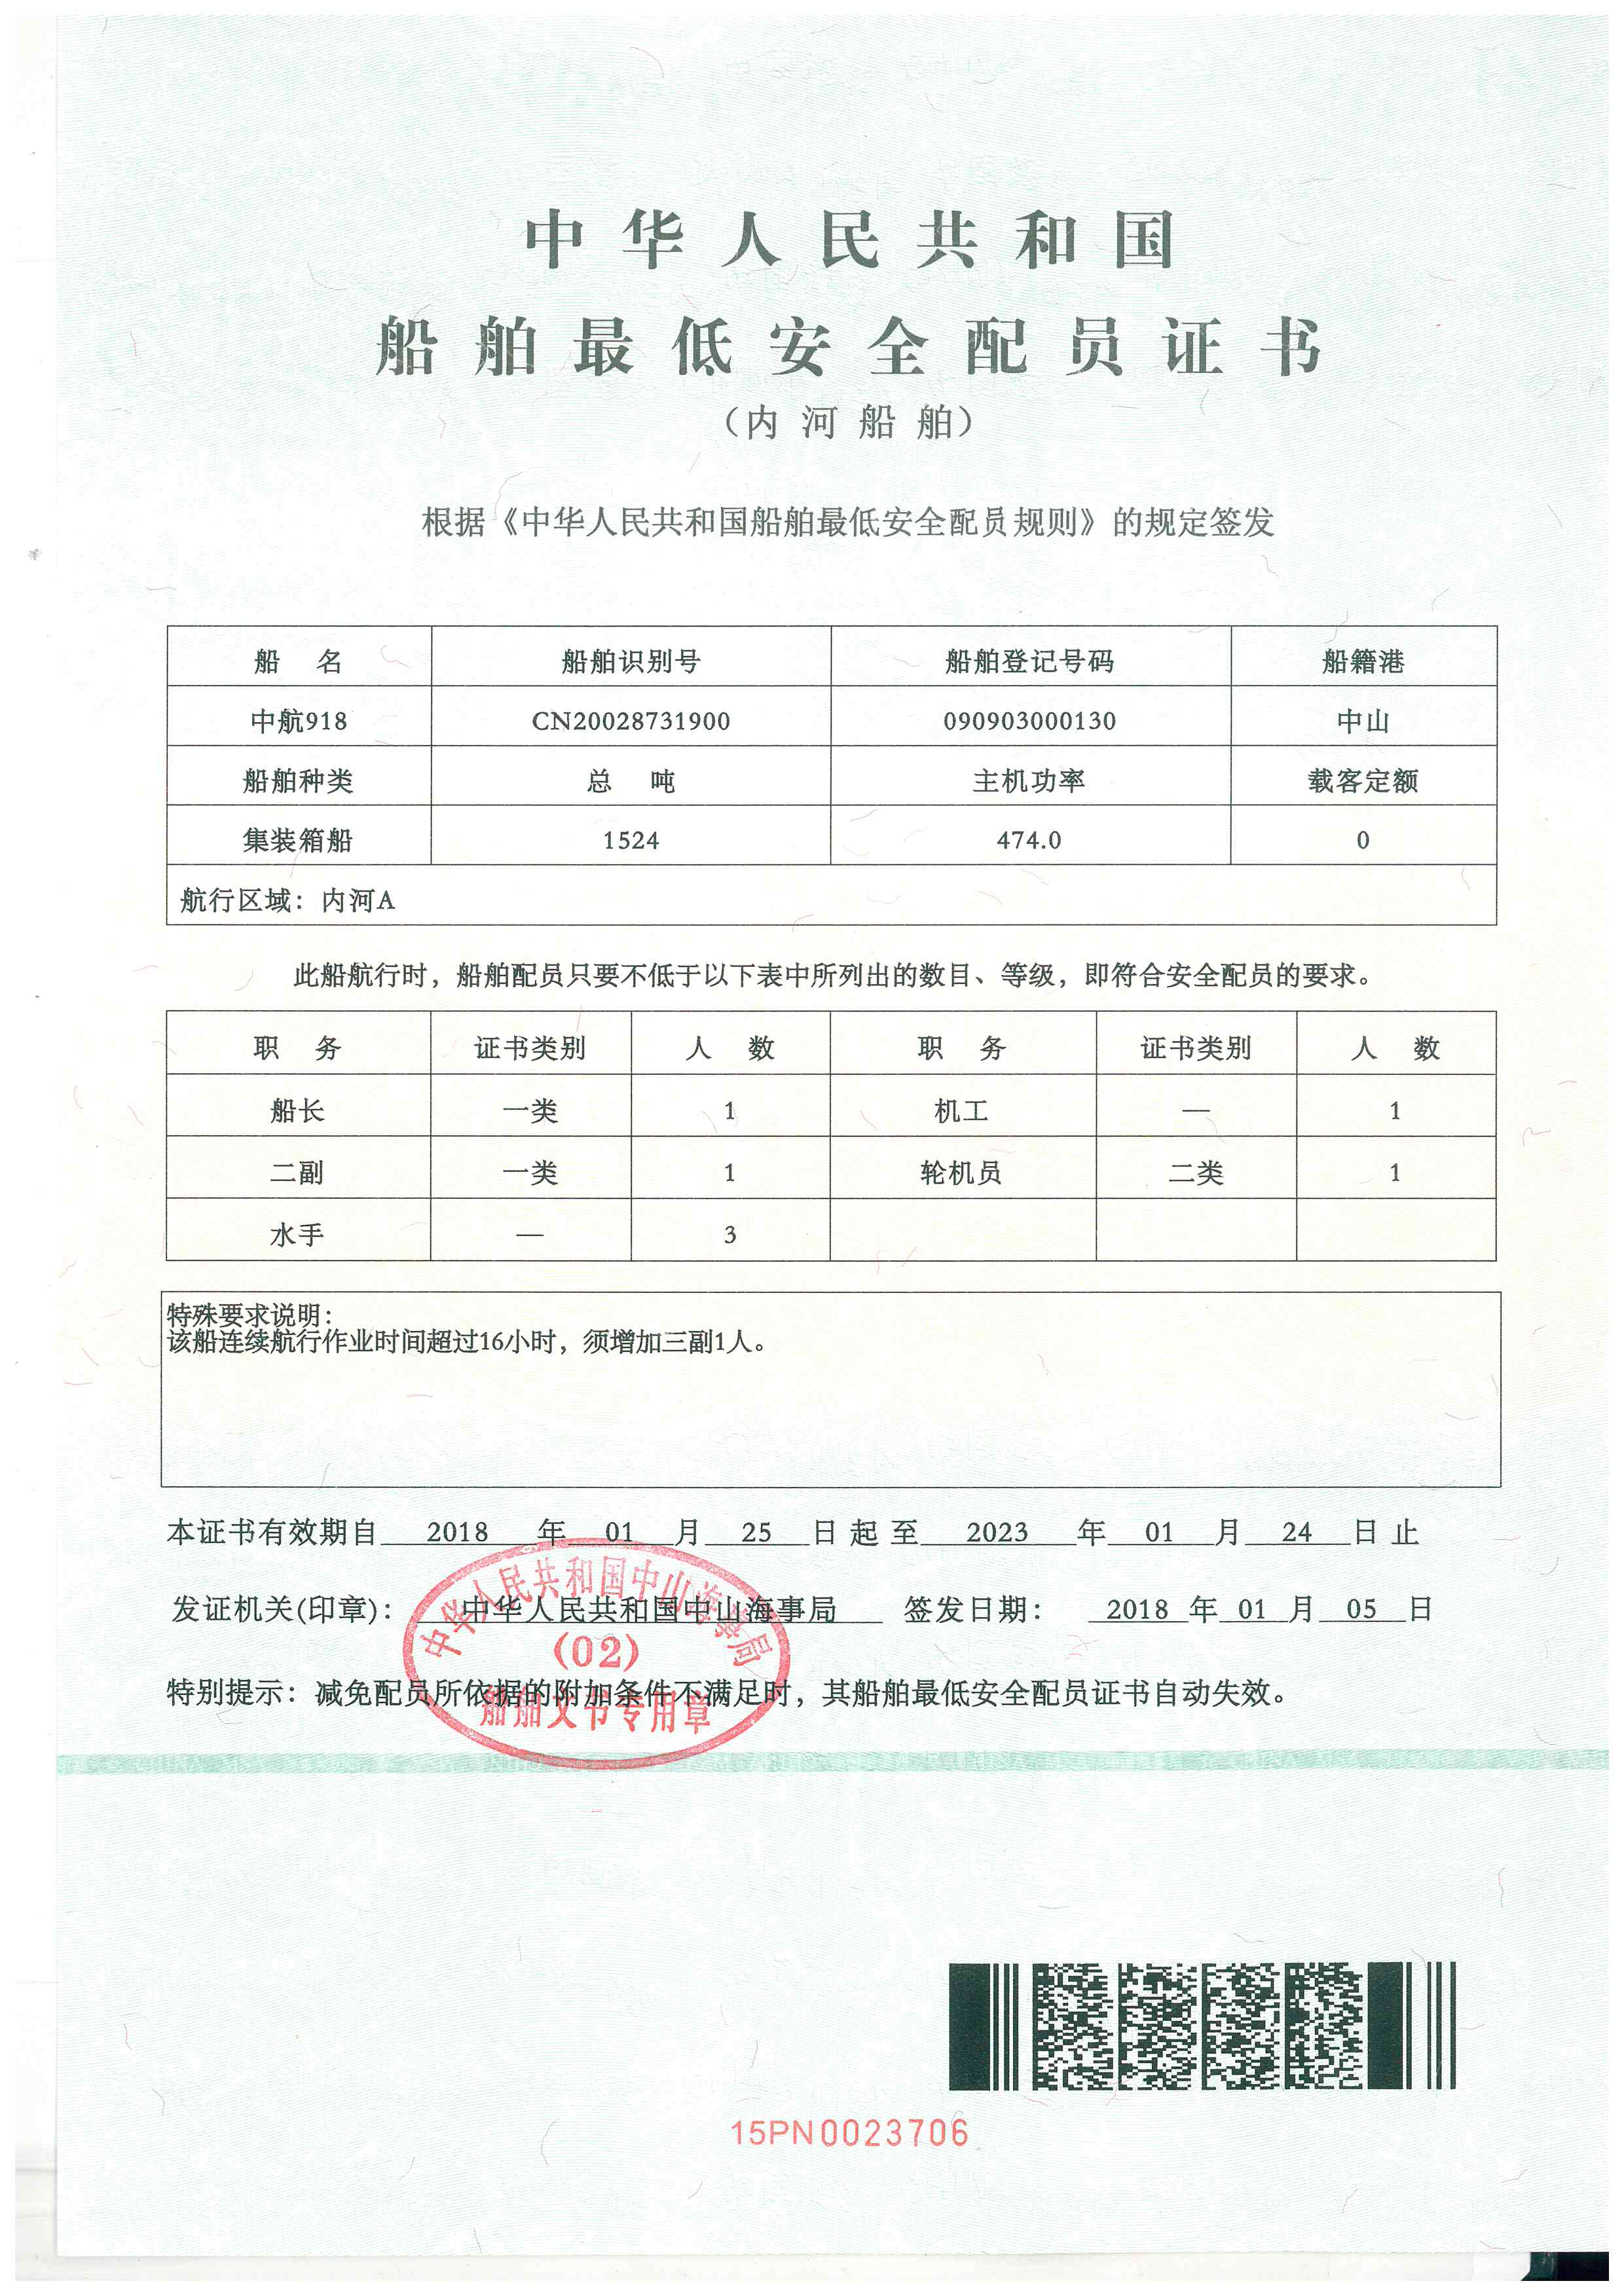 中华人民共和国
船舶最低安全配员证书
（内河船舶）
根据《中华人民共和国船舶最低安全配员规则》的规定签发
船 名 船舶识别号 船舶登记号码 船籍港
中航918 CN20028731900 090903000130 中山
船舶种类 总 吨 主机功率 载客定额
集装箱船 1524 474.0 0
航行区域：内河A
此船航行时，船舶配员只要不低于以下表中所列出的数目、等级，即符合安全配员的要求。
职 务 证书类别 人 数 职 务 证书类别 人 数
船长 一类 1 机工 — 1
二副 一类 1 轮机员 二类 1
水手 — 3
特殊要求说明：
该船连续航行作业时间超过16小时，须增加三副1人。
本证书有效期自 2018 年 01 月 25 日起至 2023 年 01 月 24 日止
发证机关(印章)： 中华人民共和国中山海事局 签发日期： 2018 年 01 月 05 日
中华人民共和国中山海事局
(02)
船舶文书专用章
特别提示：减免配员所依据的附加条件不满足时，其船舶最低安全配员证书自动失效。
15PN0023706